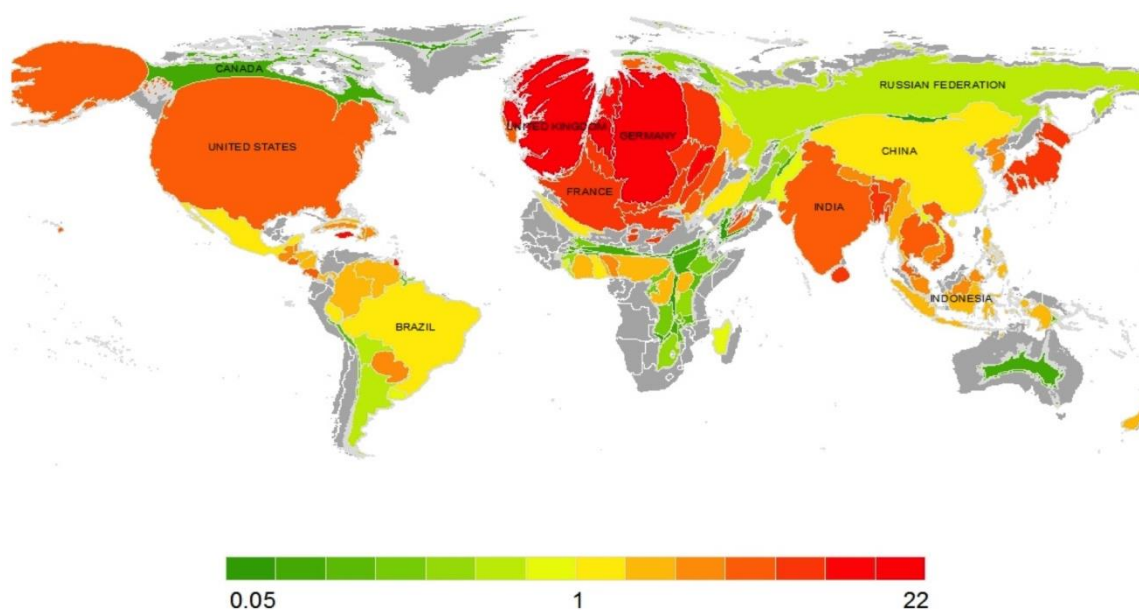 CANADA
RUSSIAN FEDERATION
UNITED KINGDOM
GERMANY
UNITED STATES
CHINA
FRANCE
INDIA
INDONESIA
BRAZIL
0.05 1 22